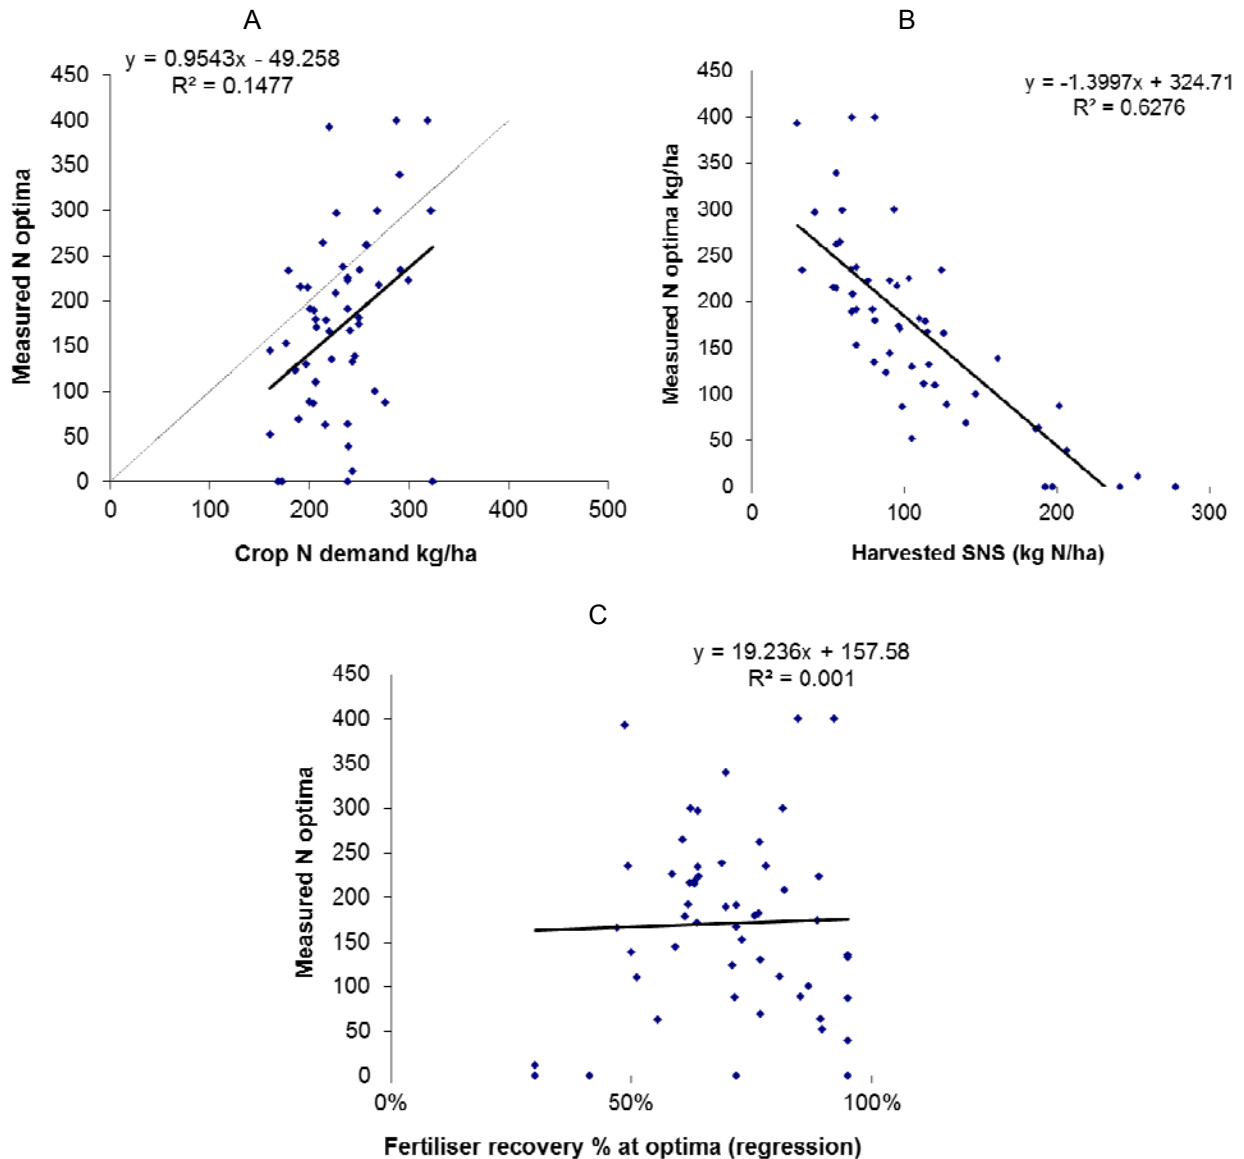 A
y = 0.9543x - 49.258
R² = 0.1477
450
400
350
300
250
200
150
100
50
0
0 100 200 300 400 500
Measured N optima
Crop N demand kg/ha
B
y = -1.3997x + 324.71
R² = 0.6276
450
400
350
300
250
200
150
100
50
0
0 100 200 300
Measured N optima kg/ha
Harvested SNS (kg N/ha)
C
y = 19.236x + 157.58
R² = 0.001
450
400
350
300
250
200
150
100
50
0
0% 50% 100%
Measured N optima
Fertiliser recovery % at optima (regression)